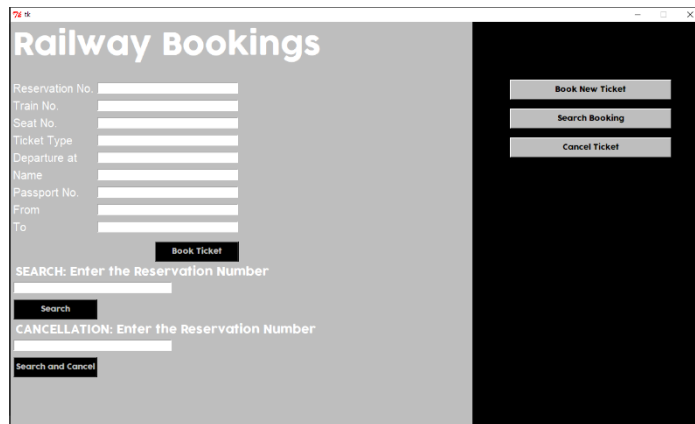 tk
Railway Bookings
Reservation No.
Train No.
Seat No.
Ticket Type
Departure at
Name
Passport No.
From
To
Book Ticket
SEARCH: Enter the Reservation Number
Search
CANCELLATION: Enter the Reservation Number
Search and Cancel
Book New Ticket
Search Booking
Cancel Ticket